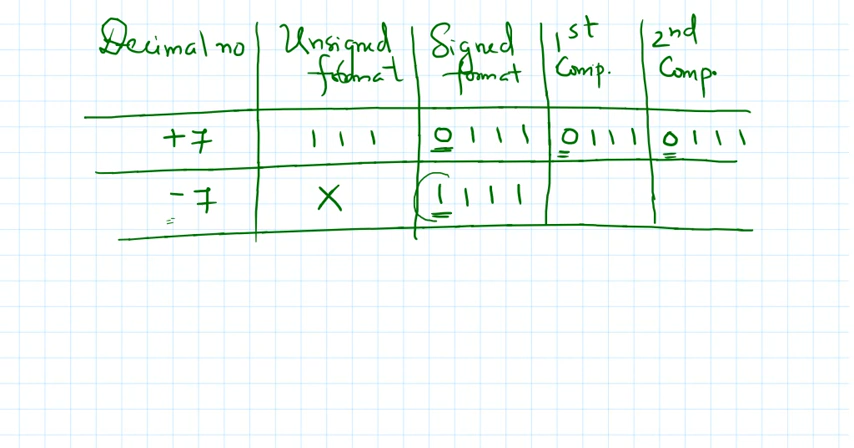 Decimal no Unsigned format Signed format 1st Comp. 2nd Comp.
+7 111 0111 0111 0111
-7 X 1111